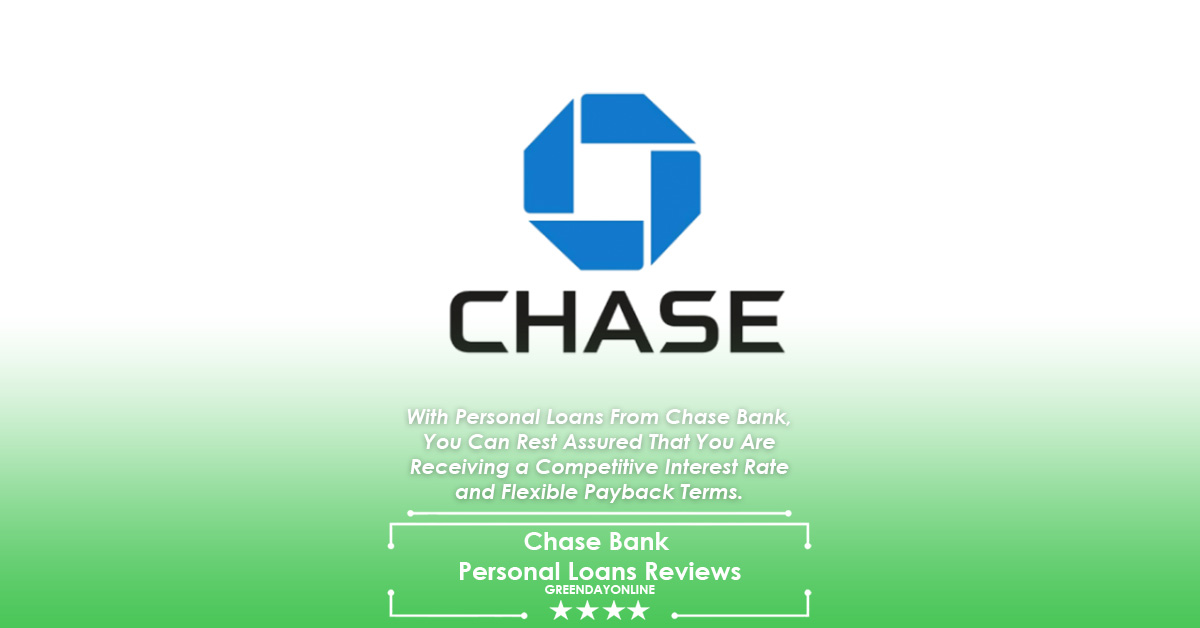 CHASE
With Personal Loans From Chase Bank,
You Can Rest Assured That You Are
Receiving a Competitive Interest Rate
and Flexible Payback Terms.
Chase Bank
Personal Loans Reviews
GREENDAYONLINE